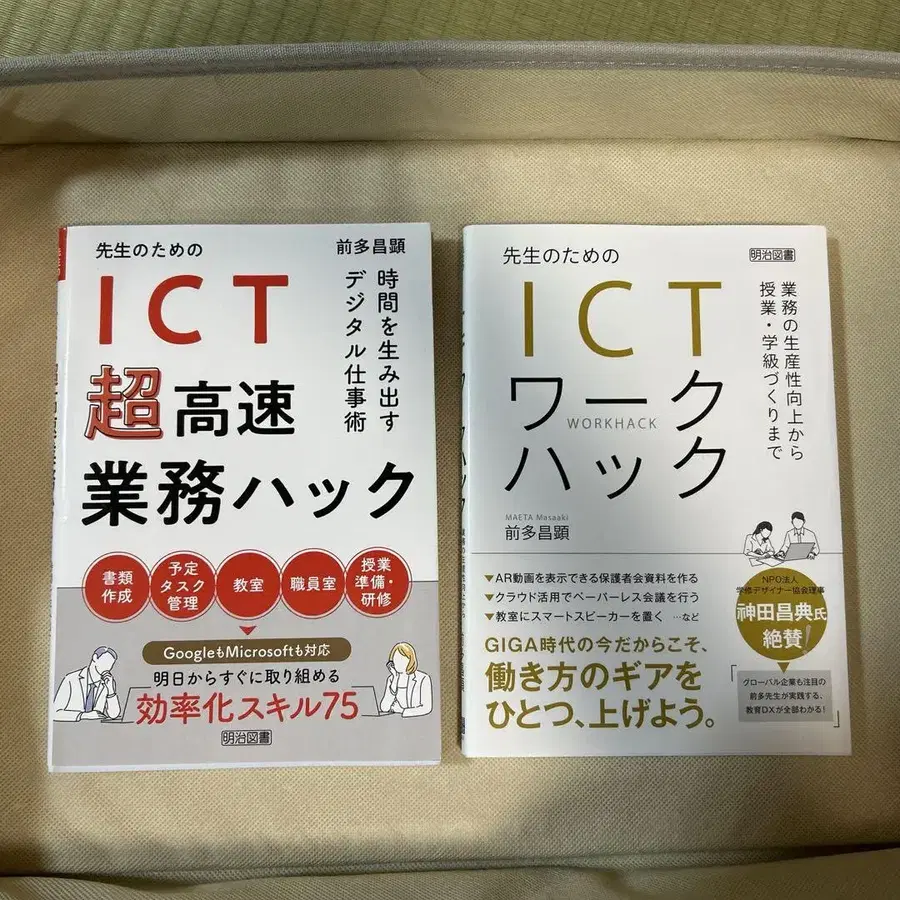 先生のための
前多昌顕
ICT
超高速
業務ハック
時間を生み出す
デジタル仕事術
書類
作成
予定
タスク
管理
教室
職員室
授業
準備・
研修
GoogleもMicrosoftも対応
明日からすぐに取り組める
効率化スキル75
明治図書
先生のための
明治図書
ICT
ワーク
WORKHACK
ハック
業務の生産性向上から
授業・学級づくりまで
MAETA Masaaki
前多昌顕
▼AR動画を表示できる保護者会資料を作る
▼クラウド活用でペーパーレス会議を行う
▼教室にスマートスピーカーを置く …など
GIGA時代の今だからこそ、
働き方のギアを
ひとつ、上げよう。
NPO法人
学修デザイナー協会理事
神田昌典氏
絶賛!
「グローバル企業も注目の
前多先生が実践する、
教育DXが全部わかる!」